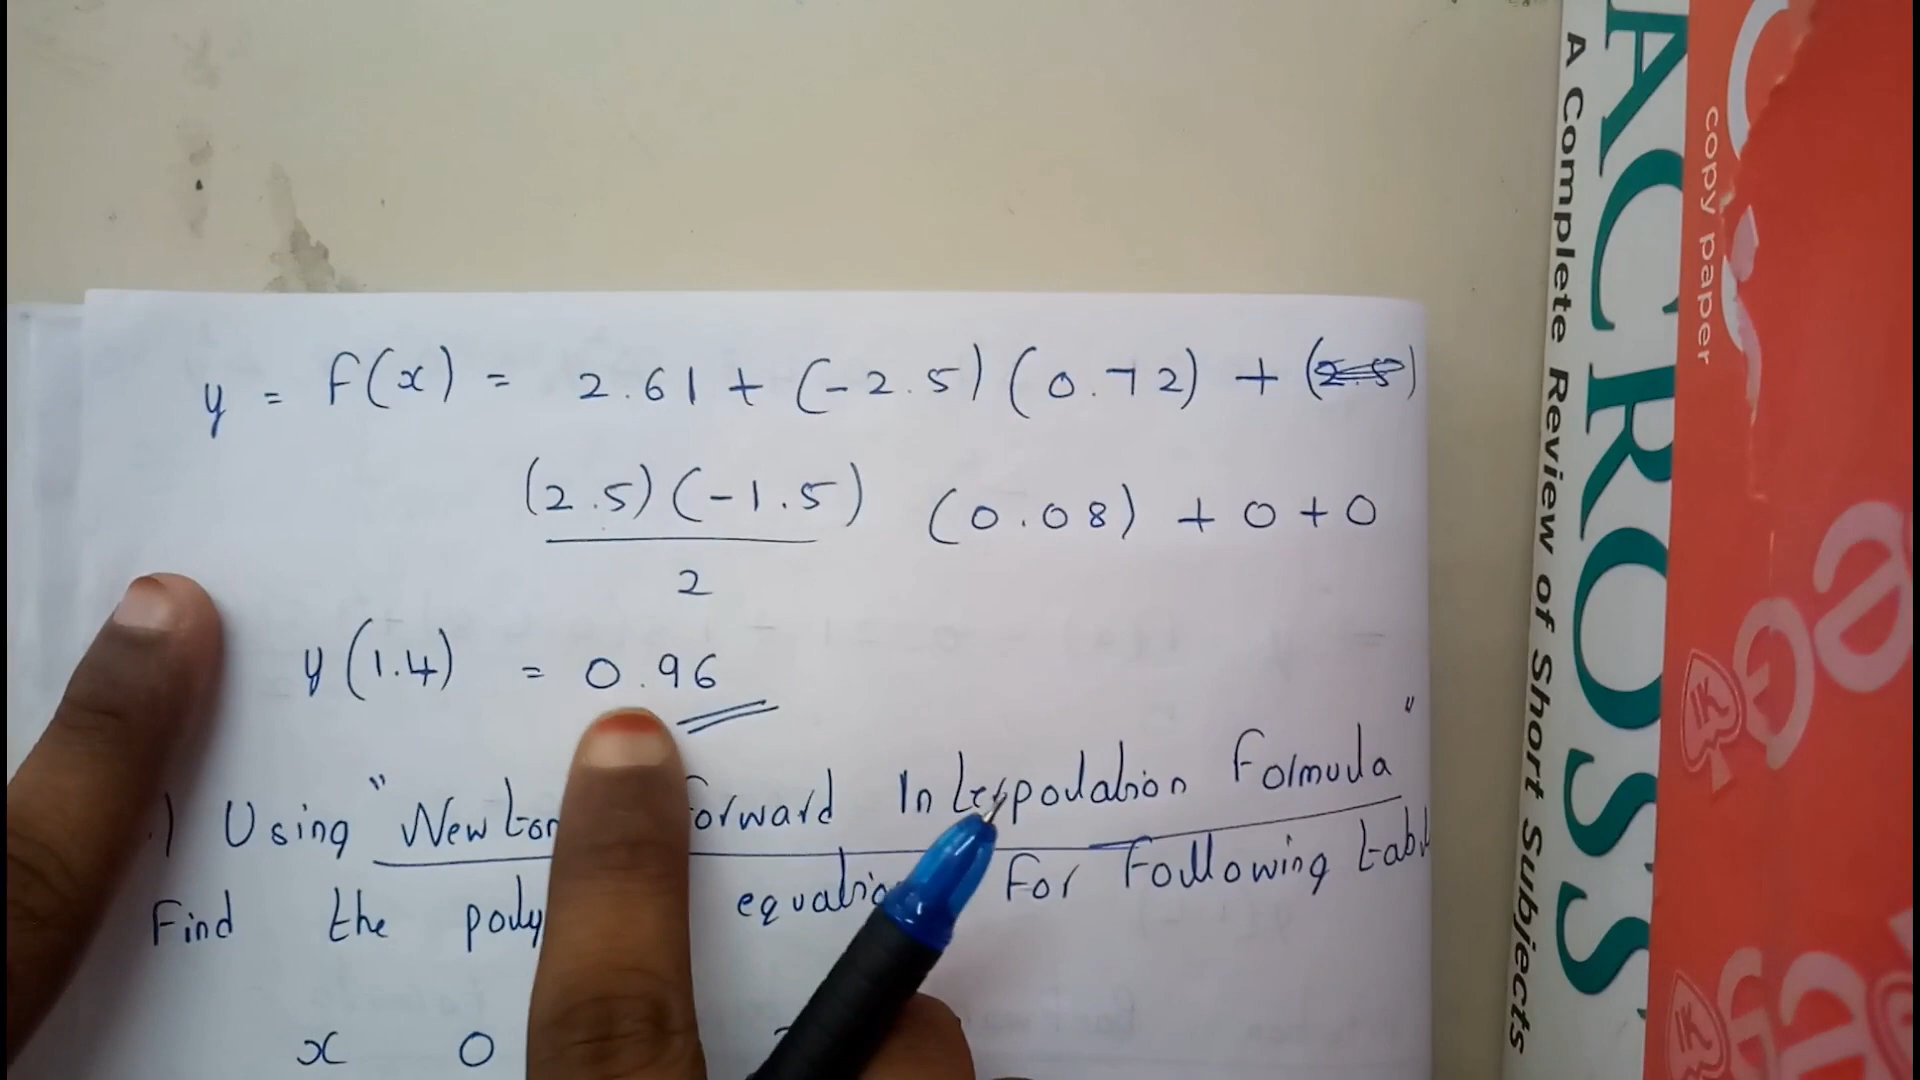 y = f(x) = 2.61 + (-2.5) (0.72) +
(2.5) (-1.5) (0.08) + 0 + 0
2
y (1.4) = 0.96
.) Using "Newton forward Interpolation Formula"
Find the poly equatio For Following tabl
x 0
ACROSS
A Complete Review of Short Subjects
copy paper